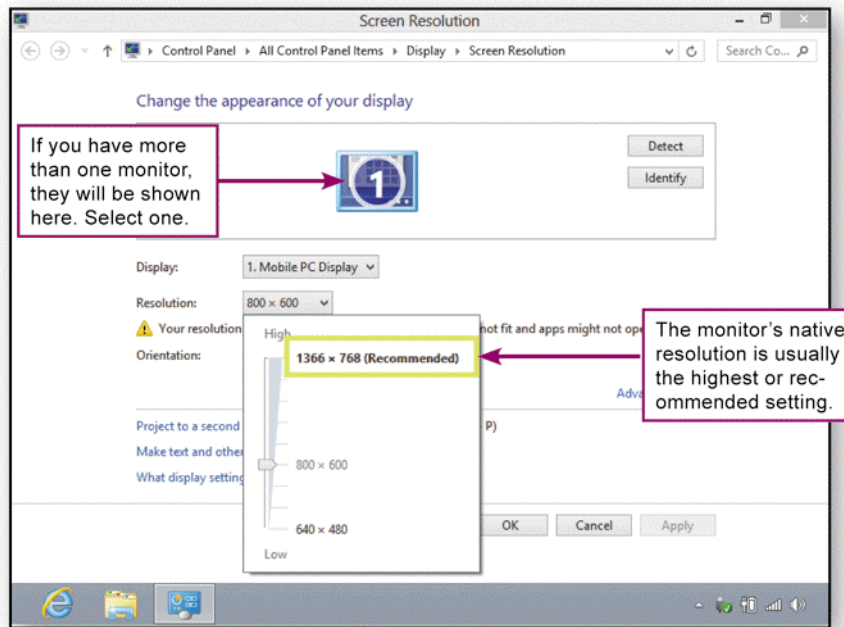 Screen Resolution
Control Panel All Control Panel Items Display Screen Resolution Search Co...
Change the appearance of your display
If you have more
than one monitor,
they will be shown
here. Select one.
1
Detect
Identify
Display: 1. Mobile PC Display
Resolution: 800 × 600
Your resolution not fit and apps might not
Orientation:
High
1366 × 768 (Recommended)
800 × 600
640 × 480
Low
The monitor's native
resolution is usually
the highest or rec-
ommended setting.
Project to a second P)
Make text and
What display
OK Cancel Apply